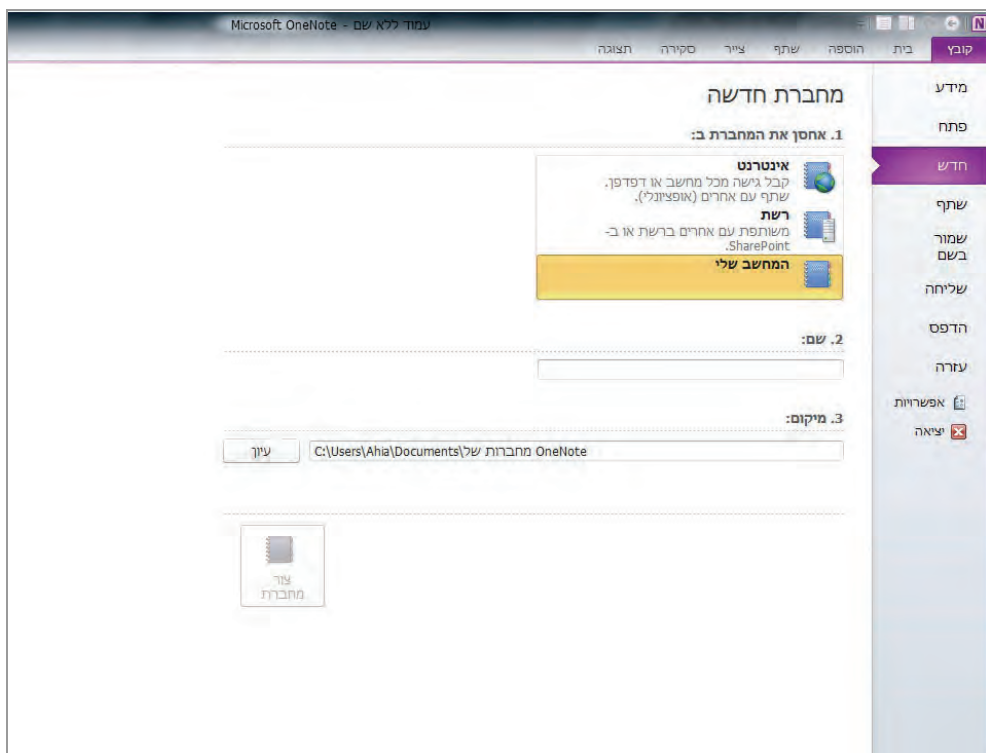 עמוד ללא שם - Microsoft OneNote
קובץ בית הוספה שתף צייר סקירה תצוגה
מידע
פתח
חדש
שתף
שמור
בשם
שליחה
הדפס
עזרה
אפשרויות
יציאה
מחברת חדשה
1. אחסן את המחברת ב:
אינטרנט
קבל גישה מכל מחשב או דפדפן.
שתף עם אחרים (אופציונלי).
רשת
משותפת עם אחרים ברשת או ב-
SharePoint.
המחשב שלי
2. שם:
3. מיקום:
C:\Users\Ahia\Documents\מחברות של OneNote
עיון
צור
מחברת